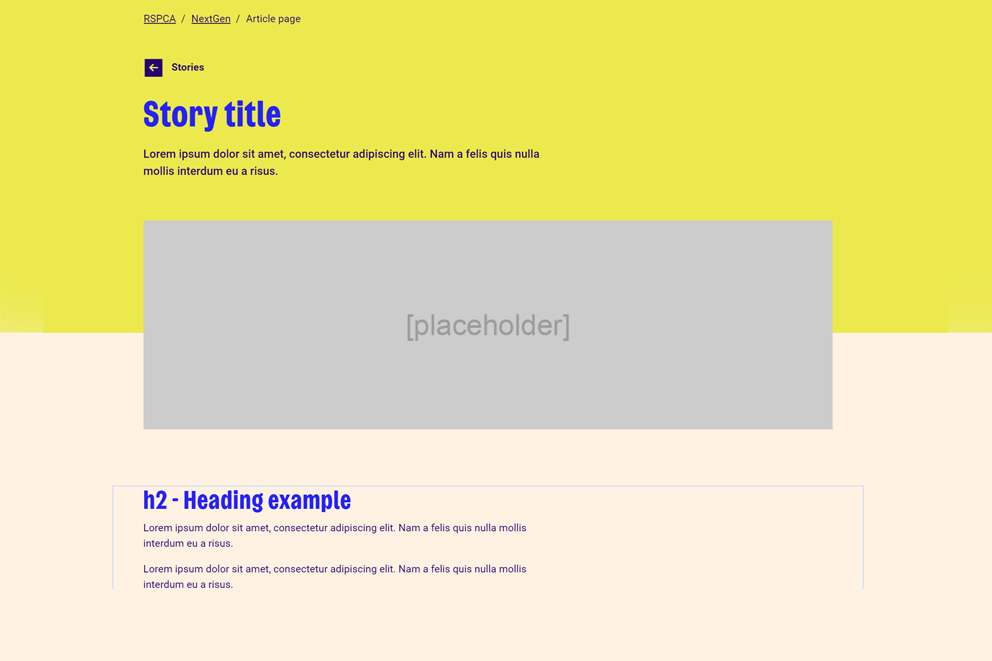 RSPCA / NextGen / Article page
Stories
Story title
Lorem ipsum dolor sit amet, consectetur adipiscing elit. Nam a felis quis nulla
mollis interdum eu a risus.
[placeholder]
h2 - Heading example
Lorem ipsum dolor sit amet, consectetur adipiscing elit. Nam a felis quis nulla mollis
interdum eu a risus.
Lorem ipsum dolor sit amet, consectetur adipiscing elit. Nam a felis quis nulla mollis
interdum eu a risus.